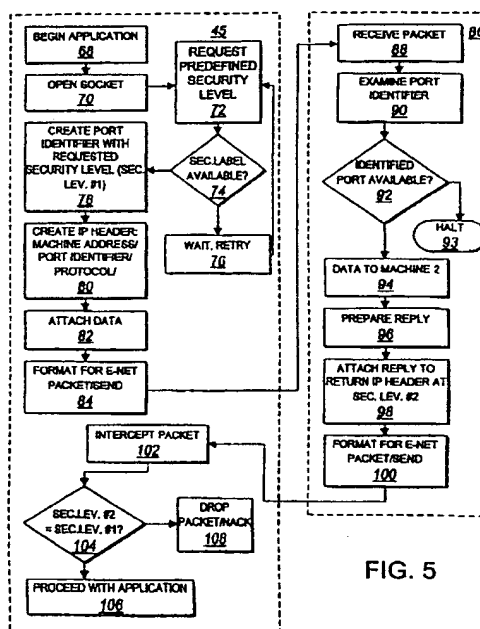 45
BEGIN APPLICATION
68
OPEN SOCKET
70
REQUEST
PREDEFINED
SECURITY
LEVEL
72
SEC.LABEL
AVAILABLE?
74
WAIT, RETRY
76
CREATE PORT
IDENTIFIER WITH
REQUESTED
SECURITY LEVEL (SEC.
LEV. #1)
78
CREATE IP HEADER:
MACHINE ADDRESS/
PORT IDENTIFIER/
PROTOCOL/
80
ATTACH DATA
82
FORMAT FOR E-NET
PACKET/SEND
84
INTERCEPT PACKET
102
SEC.LEV. #2
= SEC.LEV. #1?
104
DROP
PACKET/NACK
108
PROCEED WITH APPLICATION
106
RECEIVE PACKET
88
EXAMINE PORT
IDENTIFIER
90
IDENTIFIED
PORT AVAILABLE?
92
HALT
93
DATA TO MACHINE 2
94
PREPARE REPLY
96
ATTACH REPLY TO
RETURN IP HEADER AT
SEC. LEV. #2
98
FORMAT FOR E-NET
PACKET/SEND
100
FIG. 5